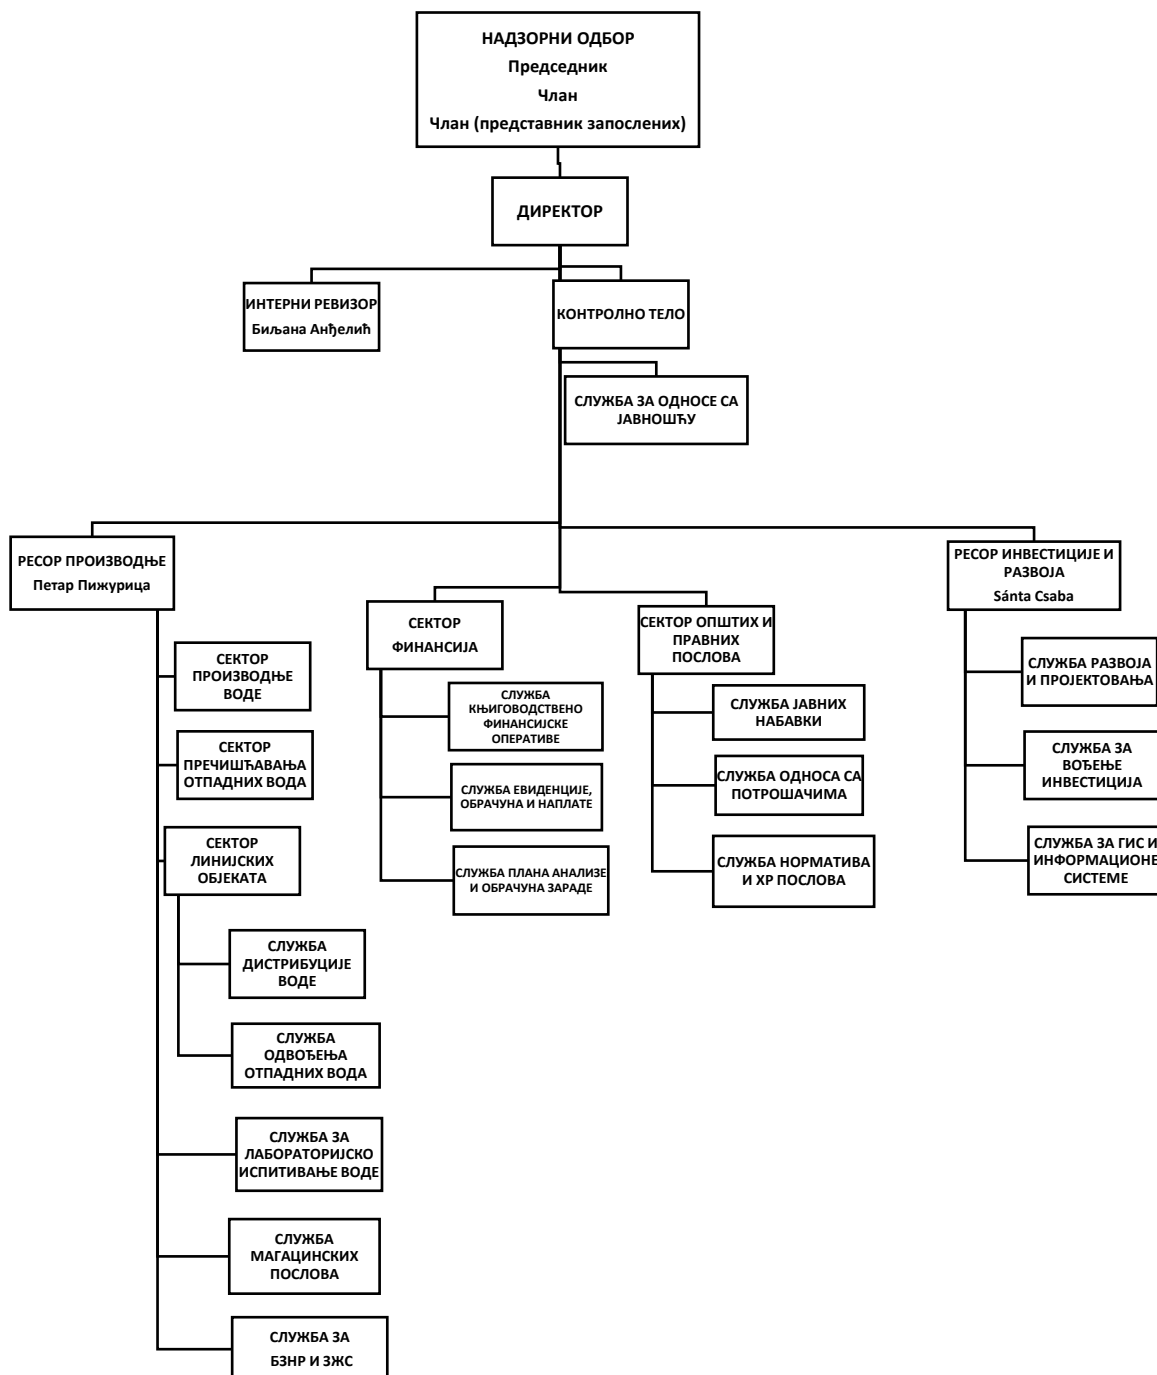 НАДЗОРНИ ОДБОР
Председник
Члан
Члан (представник запослених)
ДИРЕКТОР
ИНТЕРНИ РЕВИЗОР
Биљана Анђелић
КОНТРОЛНО ТЕЛО
СЛУЖБА ЗА ОДНОСЕ СА
ЈАВНОШЋУ
РЕСОР ПРОИЗВОДЊЕ
Петар Пижурица
СЕКТОР
ПРОИЗВОДЊЕ
ВОДЕ
СЕКТОР
ПРЕЧИШЋАВАЊА
ОТПАДНИХ ВОДА
СЕКТОР
ЛИНИЈСКИХ
ОБЈЕКАТА
СЛУЖБА
ДИСТРИБУЦИЈЕ
ВОДЕ
СЛУЖБА
ОДВОЂЕЊА
ОТПАДНИХ ВОДА
СЛУЖБА ЗА
ЛАБОРАТОРИЈСКО
ИСПИТИВАЊЕ ВОДЕ
СЛУЖБА
МАГАЦИНСКИХ
ПОСЛОВА
СЛУЖБА ЗА
БЗНР И ЗЖС
СЕКТОР
ФИНАНСИЈА
СЛУЖБА
КЊИГОВОДСТВЕНО
ФИНАНСИЈСКЕ
ОПЕРАТИВЕ
СЛУЖБА ЕВИДЕНЦИЈЕ,
ОБРАЧУНА И НАПЛАТЕ
СЛУЖБА ПЛАНА АНАЛИЗЕ
И ОБРАЧУНА ЗАРАДЕ
СЕКТОР ОПШТИХ И
ПРАВНИХ
ПОСЛОВА
СЛУЖБА ЈАВНИХ
НАБАВКИ
СЛУЖБА ОДНОСА СА
ПОТРОШАЧИМА
СЛУЖБА НОРМАТИВА
И ХР ПОСЛОВА
РЕСОР ИНВЕСТИЦИЈЕ И
РАЗВОЈА
Sánta Csaba
СЛУЖБА РАЗВОЈА
И ПРОЈЕКТОВАЊА
СЛУЖБА ЗА
ВОЂЕЊЕ
ИНВЕСТИЦИЈА
СЛУЖБА ЗА ГИС И
ИНФОРМАЦИОНЕ
СИСТЕМЕ